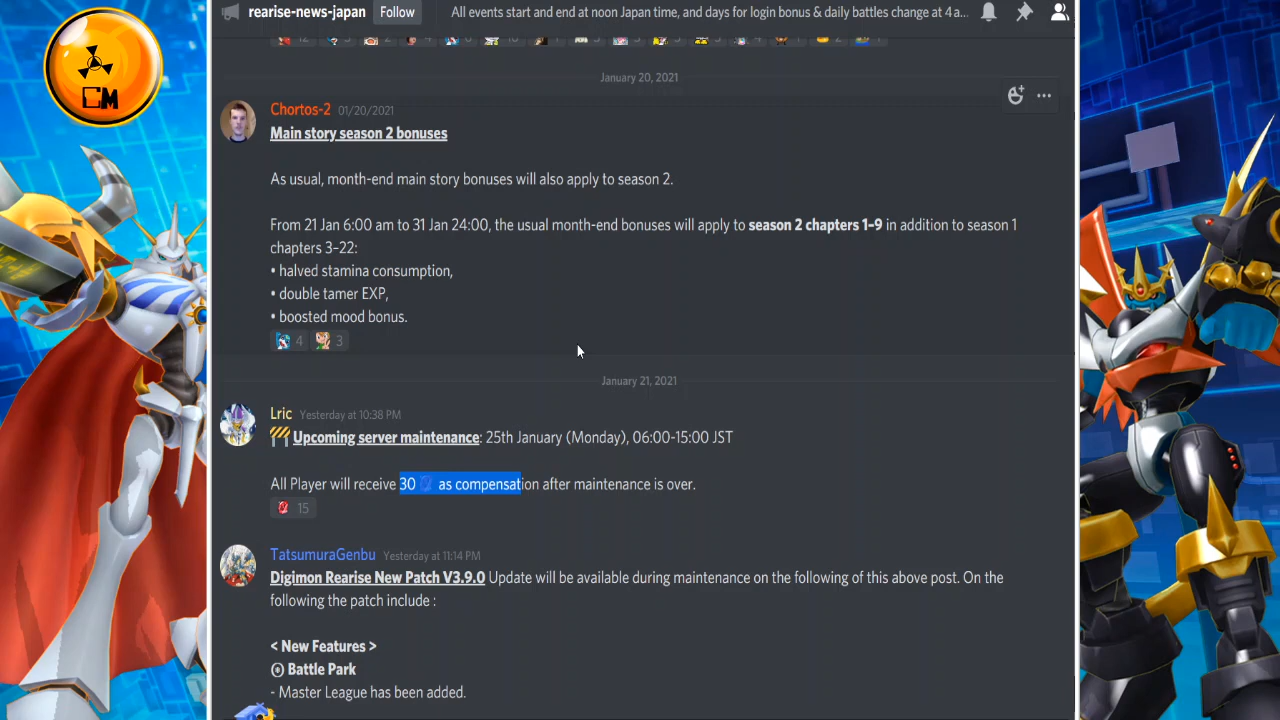 rearise-news-japan Follow All events start and end at noon Japan time, and days for login bonus & daily battles change at 4 a...
January 20, 2021
Chortos-2 01/20/2021
Main story season 2 bonuses
As usual, month-end main story bonuses will also apply to season 2.
From 21 Jan 6:00 am to 31 Jan 24:00, the usual month-end bonuses will apply to season 2 chapters 1–9 in addition to season 1
chapters 3–22:
• halved stamina consumption,
• double tamer EXP,
• boosted mood bonus.
4 3
January 21, 2021
Lric Yesterday at 10:38 PM
Upcoming server maintenance: 25th January (Monday), 06:00-15:00 JST
All Player will receive 30 as compensation after maintenance is over.
15
TatsumuraGenbu Yesterday at 11:14 PM
Digimon Rearise New Patch V3.9.0 Update will be available during maintenance on the following of this above post. On the
following the patch include :
< New Features >
Battle Park
- Master League has been added.
CM